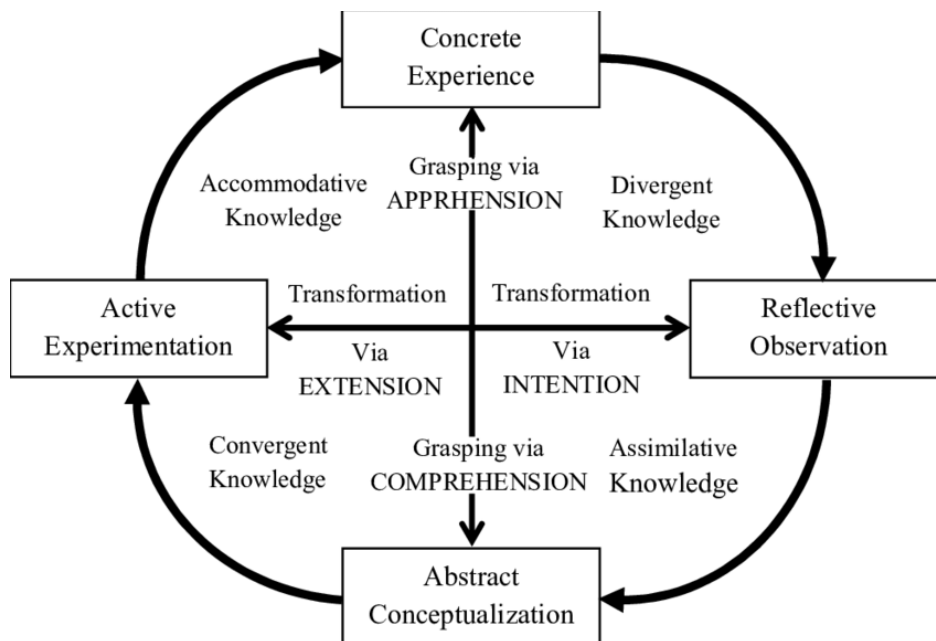 Concrete
Experience
Grasping via
APPRHENSION
Accommodative
Knowledge
Divergent
Knowledge
Active
Experimentation
Transformation
Via
EXTENSION
Transformation
Via
INTENTION
Reflective
Observation
Convergent
Knowledge
Grasping via
COMPREHENSION
Assimilative
Knowledge
Abstract
Conceptualization